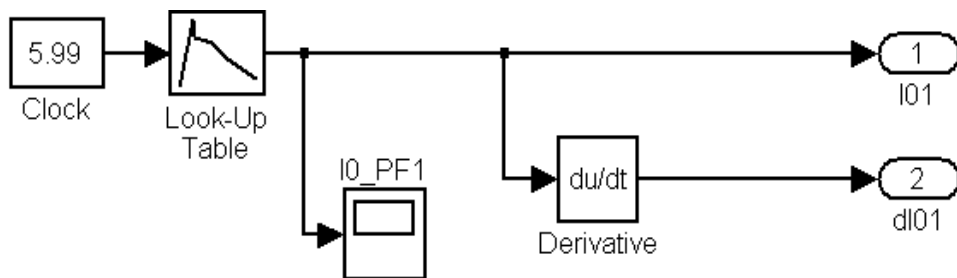 5.99
Clock
Look-Up
Table
I0_PF1
du/dt
Derivative
1
I01
2
dI01